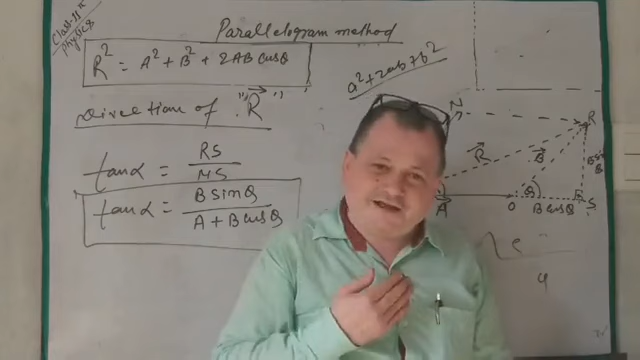 Class-11th
Physics
Parallelogram method
R² = A² + B² + 2AB cosθ
a²+2ab+b²
Direction of "R⃗"
tanα = RS/MS
tanα = B sinθ / A + B cosθ
N
R
R⃗
B⃗
B sinθ
A
O
θ
B cosθ
S